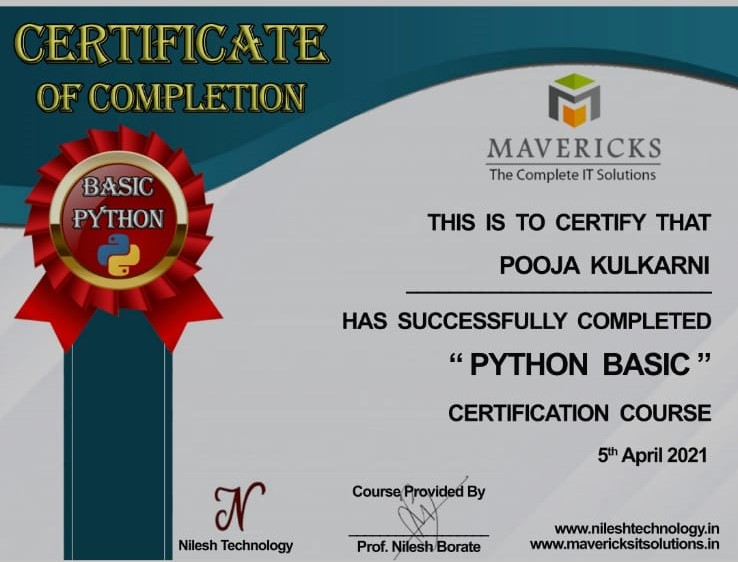 CERTIFICATE
OF COMPLETION
BASIC
PYTHON
MAVERICKS
The Complete IT Solutions
THIS IS TO CERTIFY THAT
POOJA KULKARNI
HAS SUCCESSFULLY COMPLETED
“ PYTHON BASIC ”
CERTIFICATION COURSE
5th April 2021
N
Nilesh Technology
Course Provided By
Prof. Nilesh Borate
www.nileshtechnology.in
www.mavericksitsolutions.in